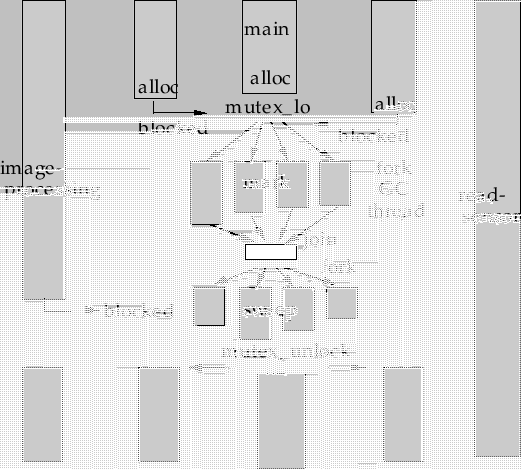 main
alloc
alloc
mutex_lo
blocked
blocked
image-
processing
mark
fork
GC
thread
read-
sensor
join
fork
blocked
sweep
mutex_unlock